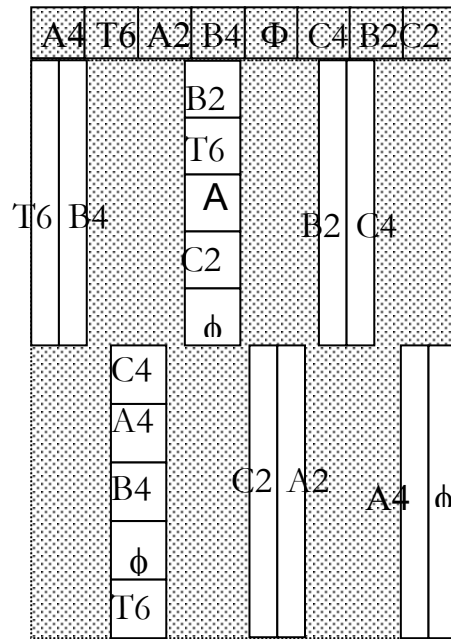 A4 T6 A2 B4 Φ C4 B2 C2
B2
T6
A
T6 B4 C2 B2 C4
ϕ
C4
A4
B4 C2 A2 A4 ϕ
ϕ
T6